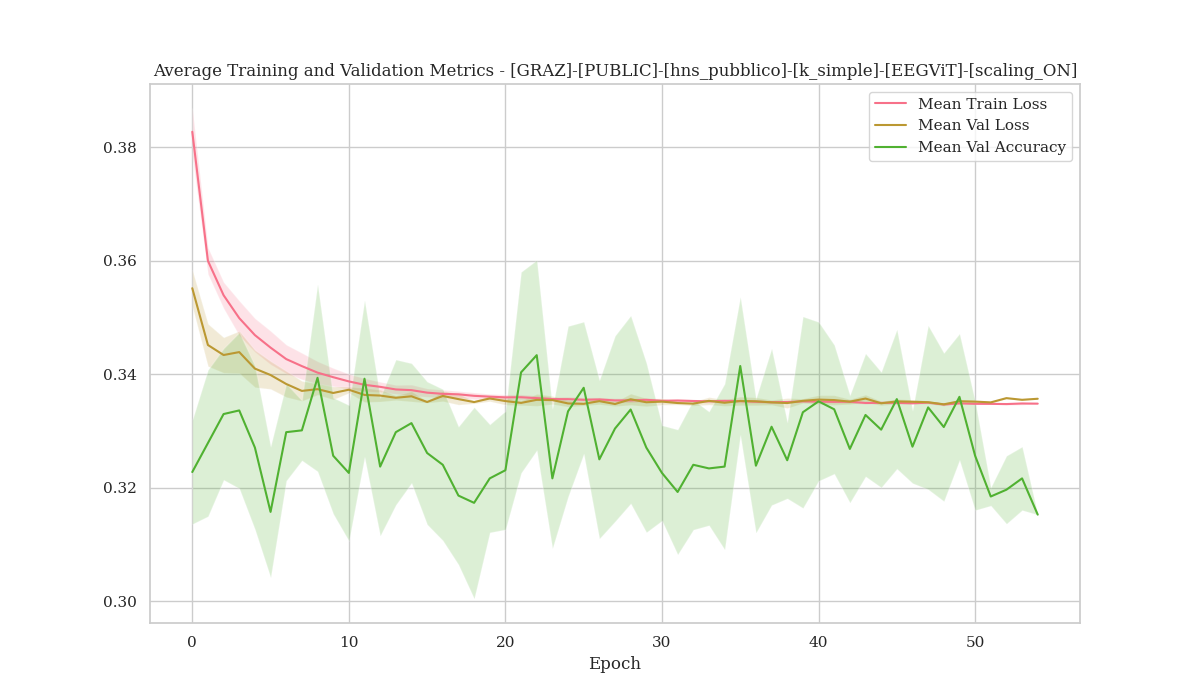 Average Training and Validation Metrics - [GRAZ]-[PUBLIC]-[hns_pubblico]-[k_simple]-[EEGViT]-[scaling_ON]
Mean Train Loss
Mean Val Loss
Mean Val Accuracy
0.38
0.36
0.34
0.32
0.30
0 10 20 30 40 50
Epoch